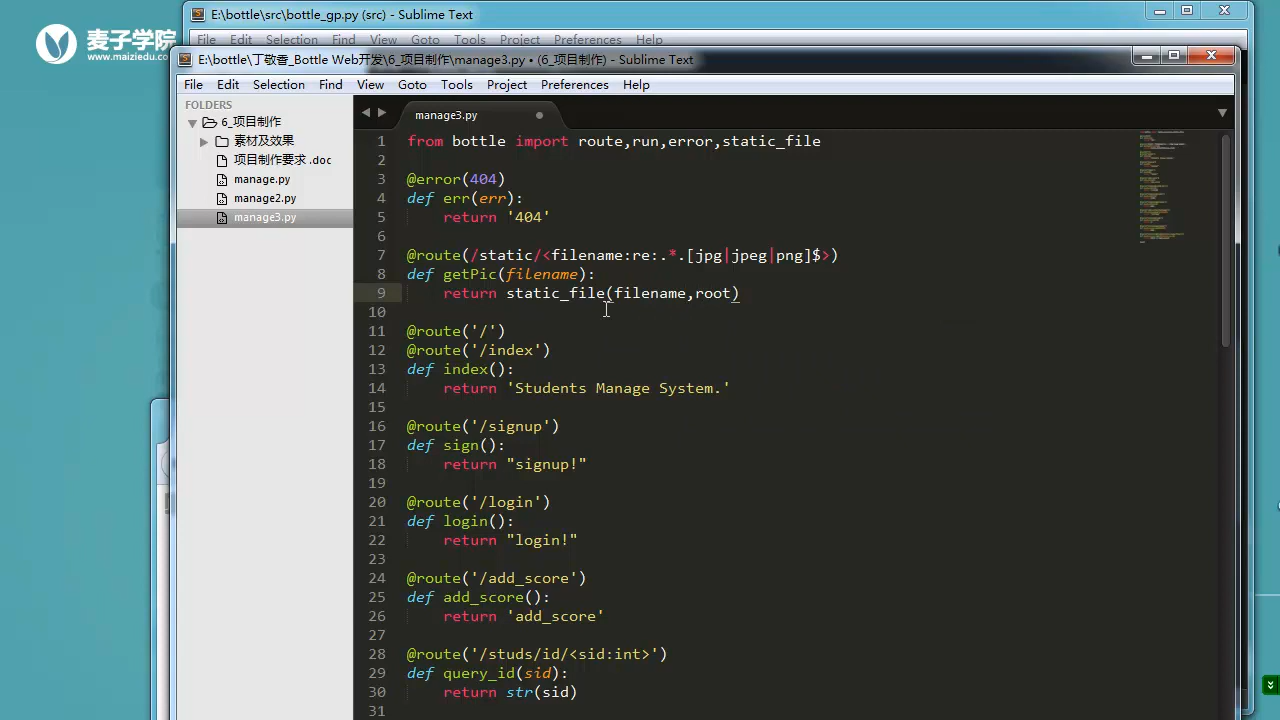 E:\bottle\src\bottle_gp.py (src) - Sublime Text
File Edit Selection Find View Goto Tools Project Preferences Help
麦子学院
www.maiziedu.co
E:\bottle\丁敬香_Bottle Web开发\6_项目制作\manage3.py • (6_项目制作) - Sublime Text
File Edit Selection Find View Goto Tools Project Preferences Help
FOLDERS
6_项目制作
素材及效果
项目制作要求 .doc
manage.py
manage2.py
manage3.py
manage3.py
1 from bottle import route,run,error,static_file
2
3 @error(404)
4 def err(err):
5     return '404'
6
7 @route(/static/<filename:re:.*.[jpg|jpeg|png]$>)
8 def getPic(filename):
9     return static_file(filename,root)
10
11 @route('/')
12 @route('/index')
13 def index():
14     return 'Students Manage System.'
15
16 @route('/signup')
17 def sign():
18     return "signup!"
19
20 @route('/login')
21 def login():
22     return "login!"
23
24 @route('/add_score')
25 def add_score():
26     return 'add_score'
27
28 @route('/studs/id/<sid:int>')
29 def query_id(sid):
30     return str(sid)
31